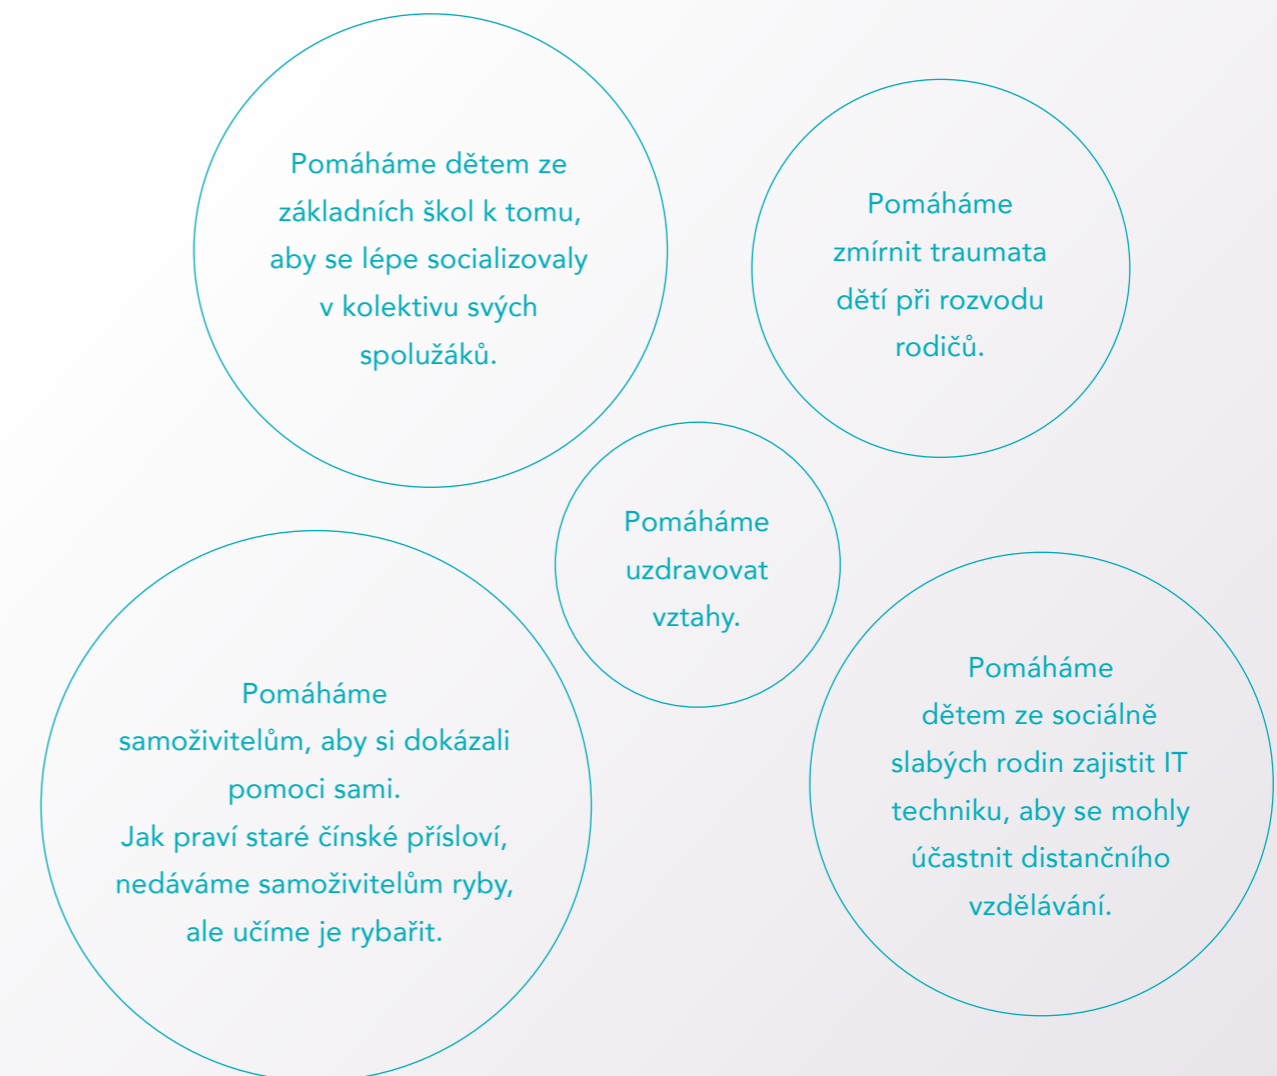 Pomáháme dětem ze
základních škol k tomu,
aby se lépe socializovaly
v kolektivu svých
spolužáků.
Pomáháme
zmírnit traumata
dětí při rozvodu
rodičů.
Pomáháme
uzdravovat
vztahy.
Pomáháme
samoživitelům, aby si dokázali
pomoci sami.
Jak praví staré čínské přísloví,
nedáváme samoživitelům ryby,
ale učíme je rybařit.
Pomáháme
dětem ze sociálně
slabých rodin zajistit IT
techniku, aby se mohly
účastnit distančního
vzdělávání.